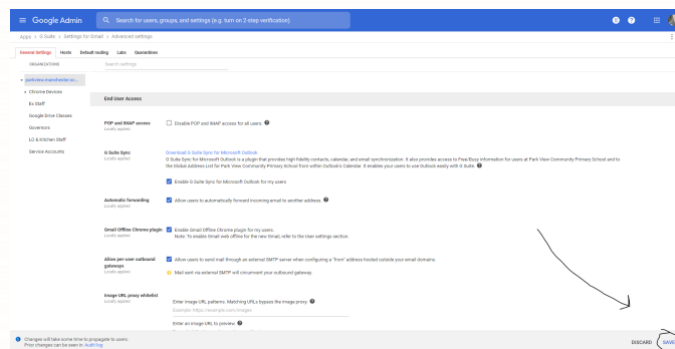 Google Admin
Search for users, groups, and settings (e.g. turn on 2-step verification)
Apps > G Suite > Settings for Gmail > Advanced settings
General Settings Hosts Default routing Labs Quarantines
ORGANIZATIONS
Search settings
Chrome Devices
Ex Staff
Google Drive Classes
Governors
LO & Kitchen Staff
Service Accounts
End User Access
POP and IMAP access
Locally applied
Disable POP and IMAP access for all users
G Suite Sync
Locally applied
Download G Suite Sync for Microsoft Outlook
G Suite Sync for Microsoft Outlook is a plugin that provides high fidelity contacts, calendar, and email synchronization. It also provides access to Free/Busy information for users at Park View Community Primary School and to
the Global Address List for Park View Community Primary School from within Outlook's Calendar. It enables your users to use Outlook easily with G Suite.
Enable G Suite Sync for Microsoft Outlook for my users
Automatic forwarding
Locally applied
Allow users to automatically forward incoming email to another address.
Gmail Offline Chrome plugin
Locally applied
Enable Gmail Offline Chrome plugin for my users.
Note: To enable Gmail web offline for the new Gmail, refer to the User settings section.
Allow per-user outbound
gateways
Locally applied
Allow users to send mail through an external SMTP server when configuring a "from" address hosted outside your email domains.
Mail sent via external SMTP will circumvent your outbound gateway.
Image URL proxy whitelist
Locally applied
Enter image URL patterns. Matching URLs bypass the image proxy.
Example: https://example.com/images
Enter an image URL to preview.
Changes will take some time to propagate to users.
Prior changes can be seen in Audit log
DISCARD SAVE